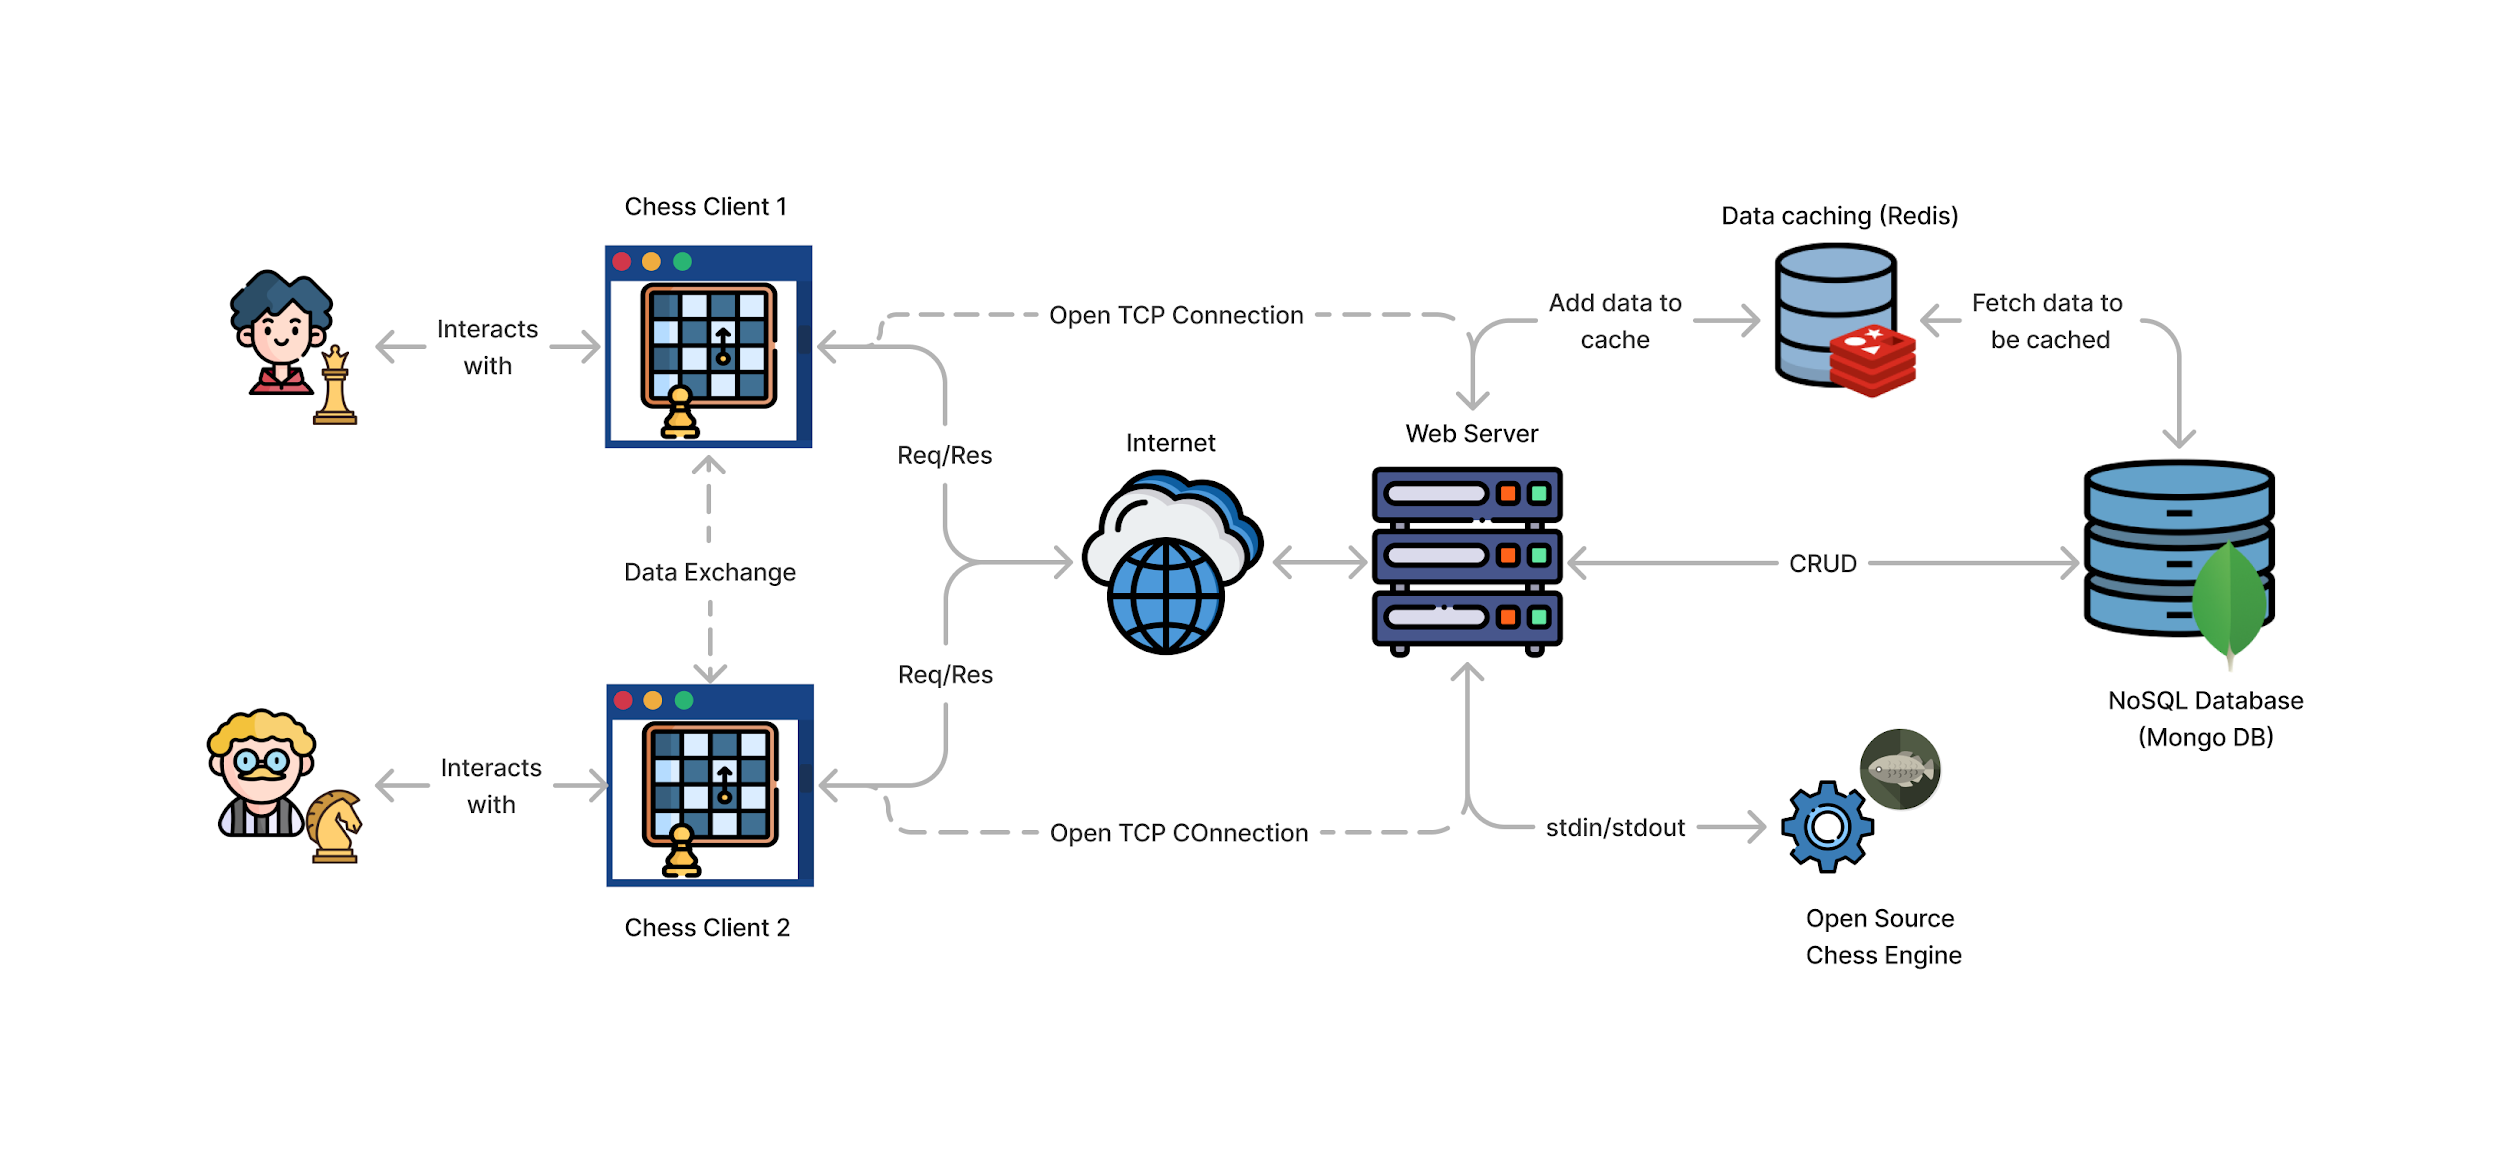 Chess Client 1
Data caching (Redis)
Interacts
with
Open TCP Connection
Add data to
cache
Fetch data to
be cached
Req/Res
Internet
Web Server
Data Exchange
CRUD
Req/Res
NoSQL Database
(Mongo DB)
Interacts
with
Open TCP COnnection
stdin/stdout
Chess Client 2
Open Source
Chess Engine